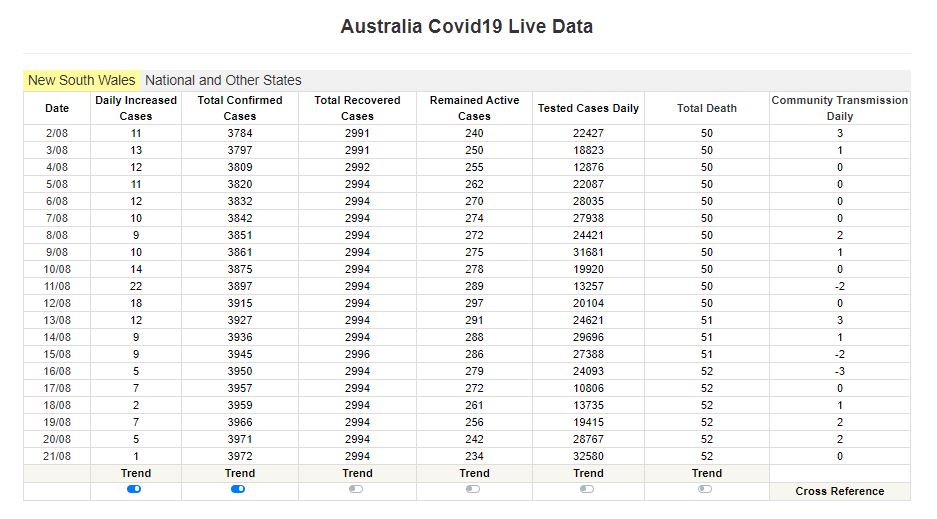 Australia Covid19 Live Data
New South Wales National and Other States
Date Daily Increased Cases Total Confirmed Cases Total Recovered Cases Remained Active Cases Tested Cases Daily Total Death Community Transmission Daily
2/08 11 3784 2991 240 22427 50 3
3/08 13 3797 2991 250 18823 50 1
4/08 12 3809 2992 255 12876 50 0
5/08 11 3820 2994 262 22087 50 0
6/08 12 3832 2994 270 28035 50 0
7/08 10 3842 2994 274 27938 50 0
8/08 9 3851 2994 272 24421 50 2
9/08 10 3861 2994 275 31681 50 1
10/08 14 3875 2994 278 19920 50 0
11/08 22 3897 2994 289 13257 50 -2
12/08 18 3915 2994 297 20104 50 0
13/08 12 3927 2994 291 24621 51 3
14/08 9 3936 2994 288 29696 51 1
15/08 9 3945 2996 286 27388 51 -2
16/08 5 3950 2994 279 24093 52 -3
17/08 7 3957 2994 272 10806 52 0
18/08 2 3959 2994 261 13735 52 1
19/08 7 3966 2994 256 19415 52 2
20/08 5 3971 2994 242 28767 52 2
21/08 1 3972 2994 234 32580 52 0
Trend Trend Trend Trend Trend Trend
Cross Reference